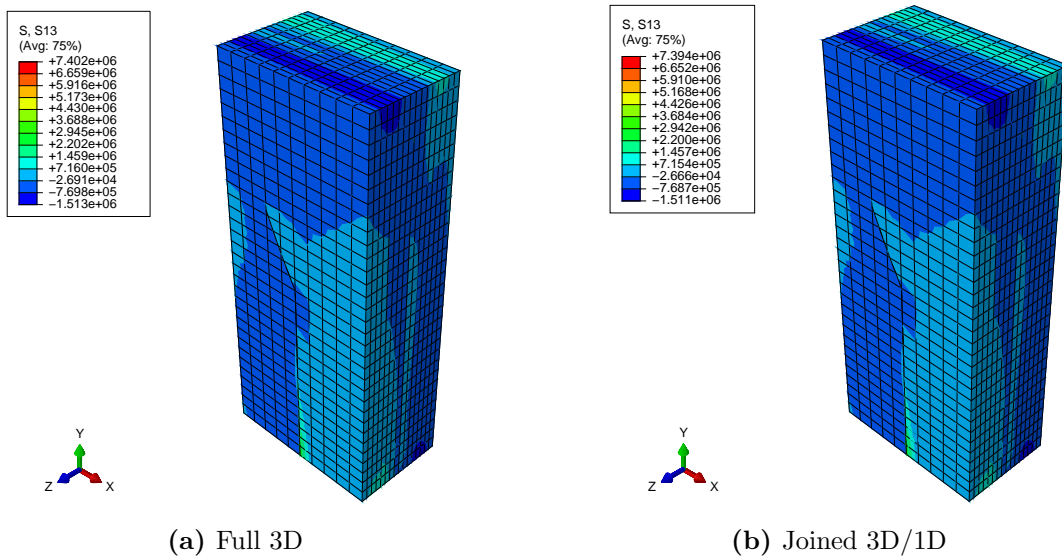 S, S13
(Avg: 75%)
+7.402e+06
+6.659e+06
+5.916e+06
+5.173e+06
+4.430e+06
+3.688e+06
+2.945e+06
+2.202e+06
+1.459e+06
+7.160e+05
−2.691e+04
−7.698e+05
−1.513e+06
Y
Z
X
(a) Full 3D
S, S13
(Avg: 75%)
+7.394e+06
+6.652e+06
+5.910e+06
+5.168e+06
+4.426e+06
+3.684e+06
+2.942e+06
+2.200e+06
+1.457e+06
+7.154e+05
−2.666e+04
−7.687e+05
−1.511e+06
Y
Z
X
(b) Joined 3D/1D